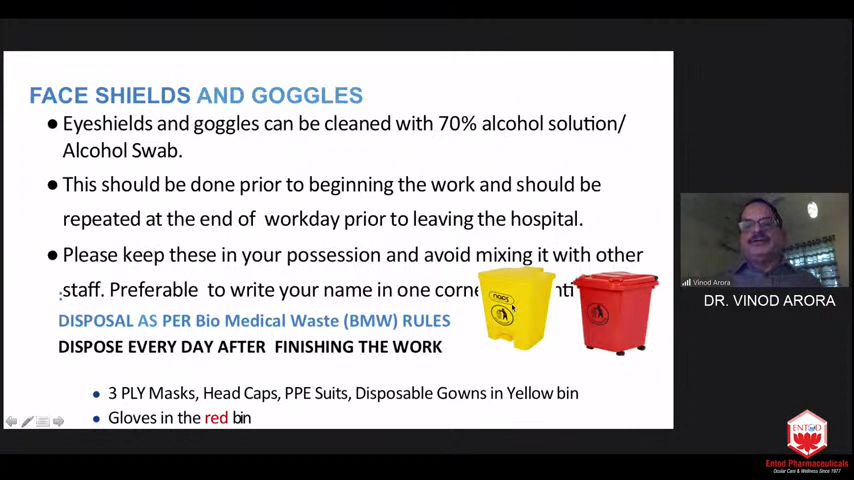 FACE SHIELDS AND GOGGLES
● Eyeshields and goggles can be cleaned with 70% alcohol solution/
Alcohol Swab.
● This should be done prior to beginning the work and should be
repeated at the end of workday prior to leaving the hospital.
● Please keep these in your possession and avoid mixing it with other
staff. Preferable to write your name in one corne
:
DISPOSAL AS PER Bio Medical Waste (BMW) RULES
DISPOSE EVERY DAY AFTER FINISHING THE WORK
• 3 PLY Masks, Head Caps, PPE Suits, Disposable Gowns in Yellow bin
• Gloves in the red bin
Vinod Arora
DR. VINOD ARORA
ENTOD
Entod Pharmaceuticals
Ocular Care & Wellness Since 1977